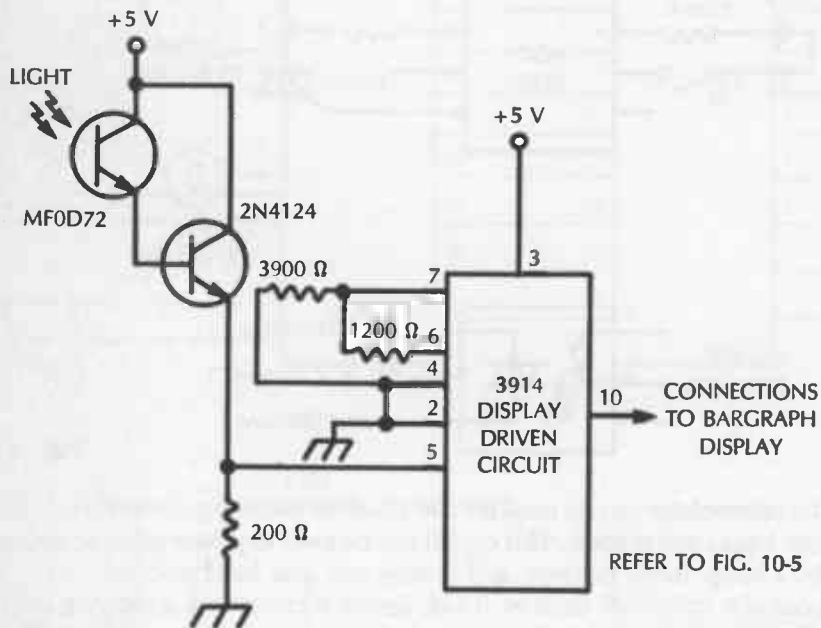 +5 V
LIGHT
+5 V
MF0D72
2N4124
3
3900 Ω
7
1200 Ω
6
4
3914
DISPLAY
DRIVEN
CIRCUIT
10
CONNECTIONS
TO BARGRAPH
DISPLAY
2
5
200 Ω
REFER TO FIG. 10-5